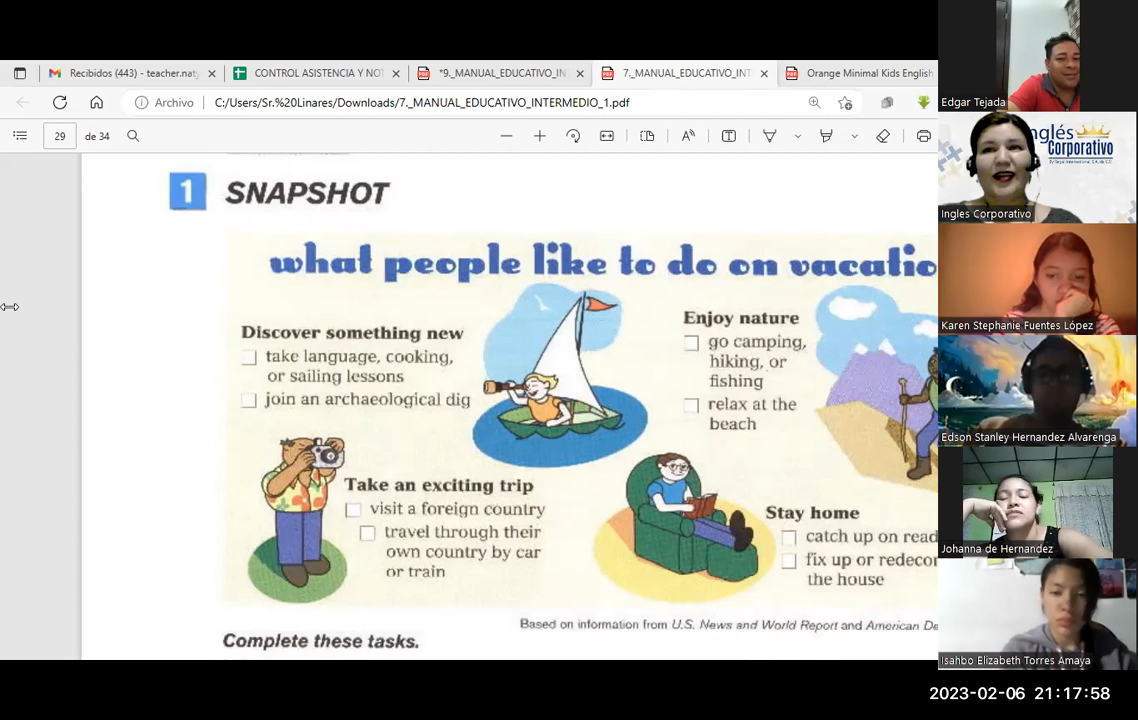 Recibidos (443) - teacher.nat
CONTROL ASISTENCIA Y NO
*9._MANUAL_EDUCATIVO_IN
7._MANUAL_EDUCATIVO_INT
Orange Minimal Kids English
Archivo
C:/Users/Sr.%20Linares/Downloads/7._MANUAL_EDUCATIVO_INTERMEDIO_1.pdf
29
de 34
1 SNAPSHOT
what people like to do on vacatio
Discover something new
take language, cooking,
or sailing lessons
join an archaeological dig
Enjoy nature
go camping,
hiking, or
fishing
relax at the
beach
Take an exciting trip
visit a foreign country
travel through their
own country by car
or train
Stay home
catch up on read
fix up or redecor
the house
Based on information from U.S. News and World Report and American De
Complete these tasks.
Edgar Tejada
nglés
Corporativo
Ingles Corporativo
Karen Stephanie Fuentes López
Edson Stanley Hernandez Alvarenga
Johanna de Hernandez
Isahbo Elizabeth Torres Amaya
2023-02-06 21:17:58